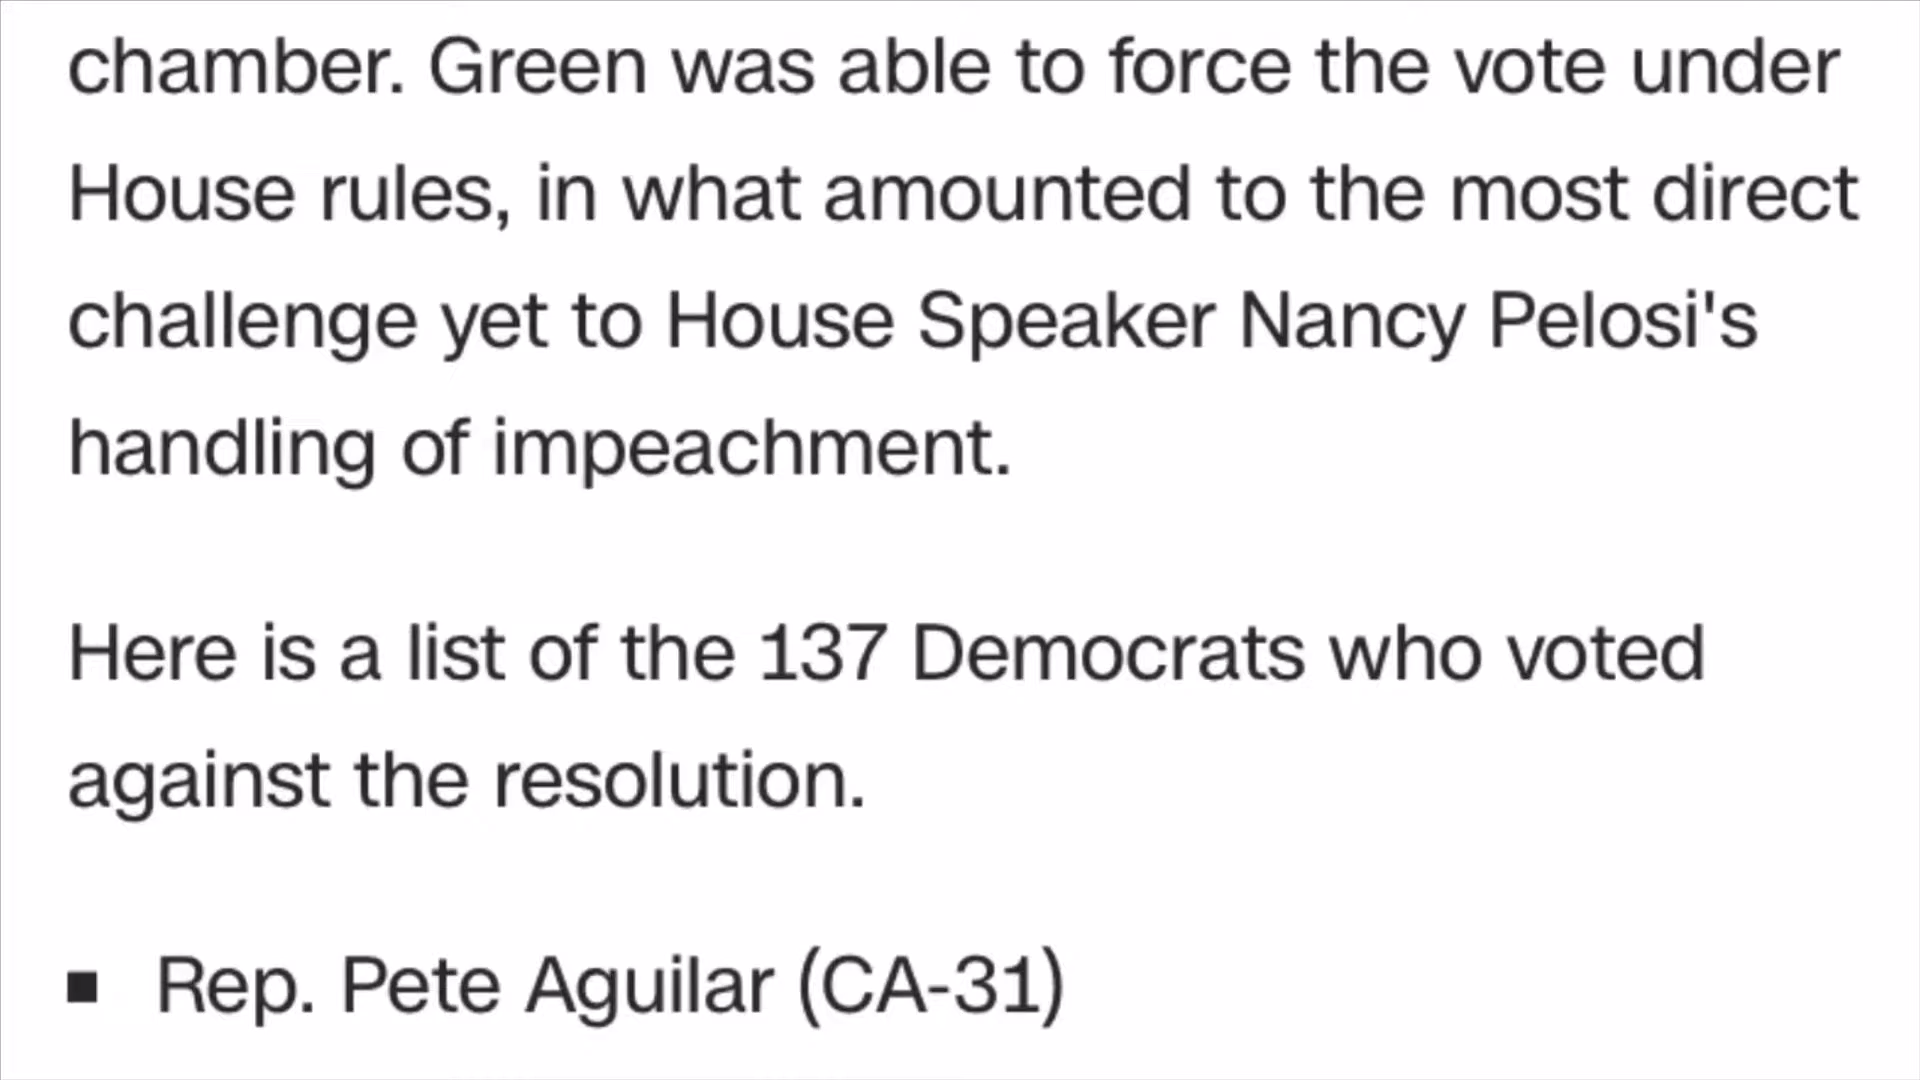 chamber. Green was able to force the vote under
House rules, in what amounted to the most direct
challenge yet to House Speaker Nancy Pelosi's
handling of impeachment.
Here is a list of the 137 Democrats who voted
against the resolution.
■ Rep. Pete Aguilar (CA-31)